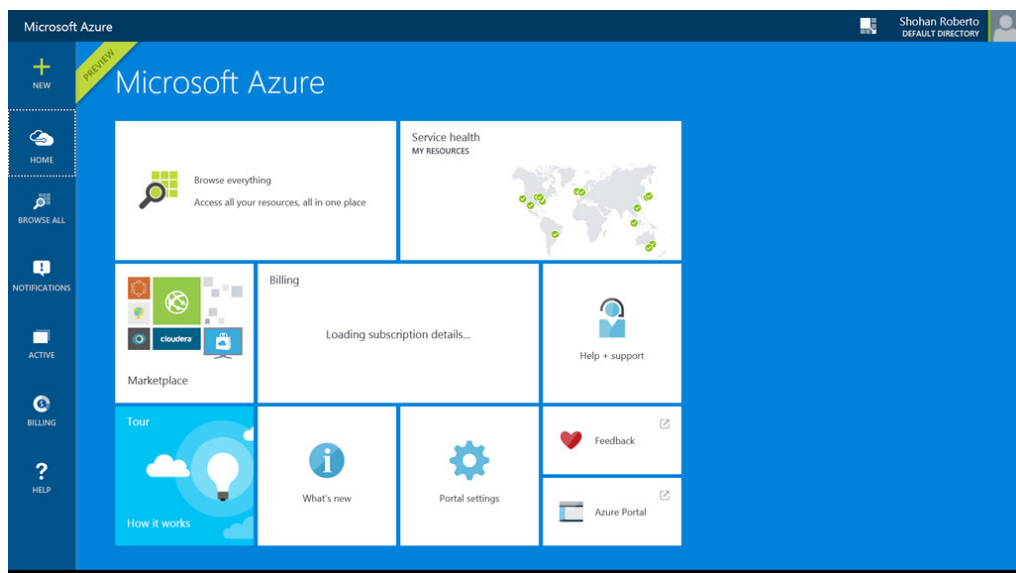 Microsoft Azure
Shohan Roberto
DEFAULT DIRECTORY
NEW
HOME
BROWSE ALL
NOTIFICATIONS
ACTIVE
BILLING
HELP
PREVIEW
Microsoft Azure
Browse everything
Access all your resources, all in one place
Service health
MY RESOURCES
cloudera
Marketplace
Billing
Loading subscription details...
Help + support
Tour
How it works
What's new
Portal settings
Feedback
Azure Portal